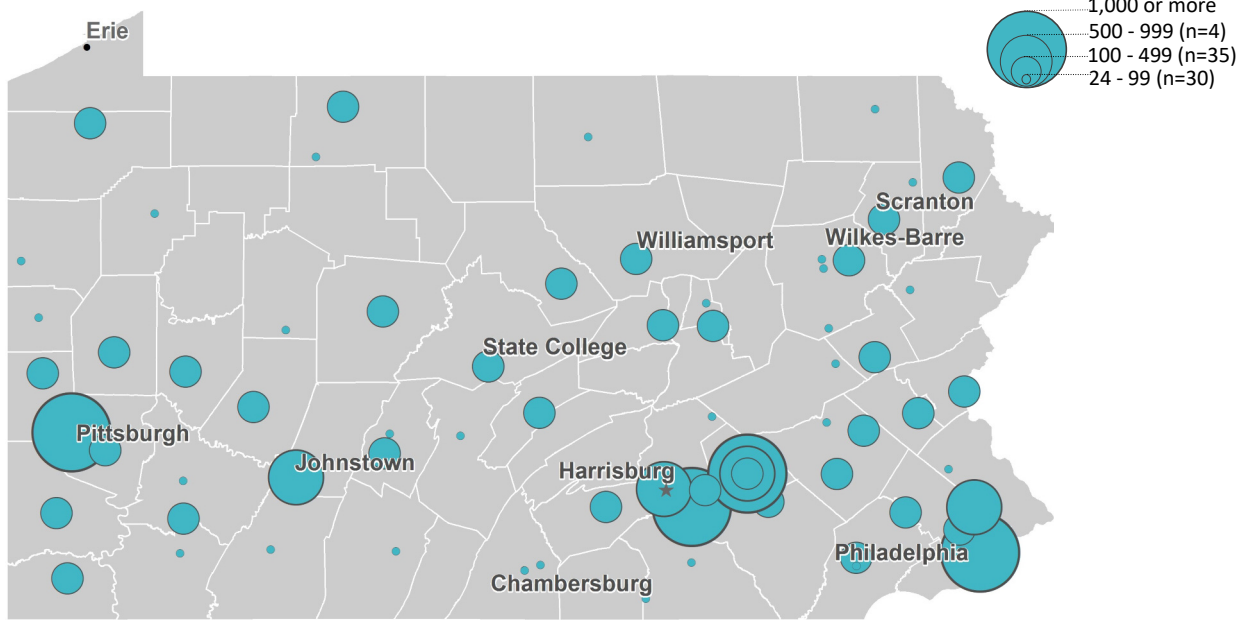 1,000 or more
500 - 999 (n=4)
100 - 499 (n=35)
24 - 99 (n=30)
Erie
Scranton
Williamsport
Wilkes-Barre
State College
Pittsburgh
Johnstown
Harrisburg
Philadelphia
Chambersburg